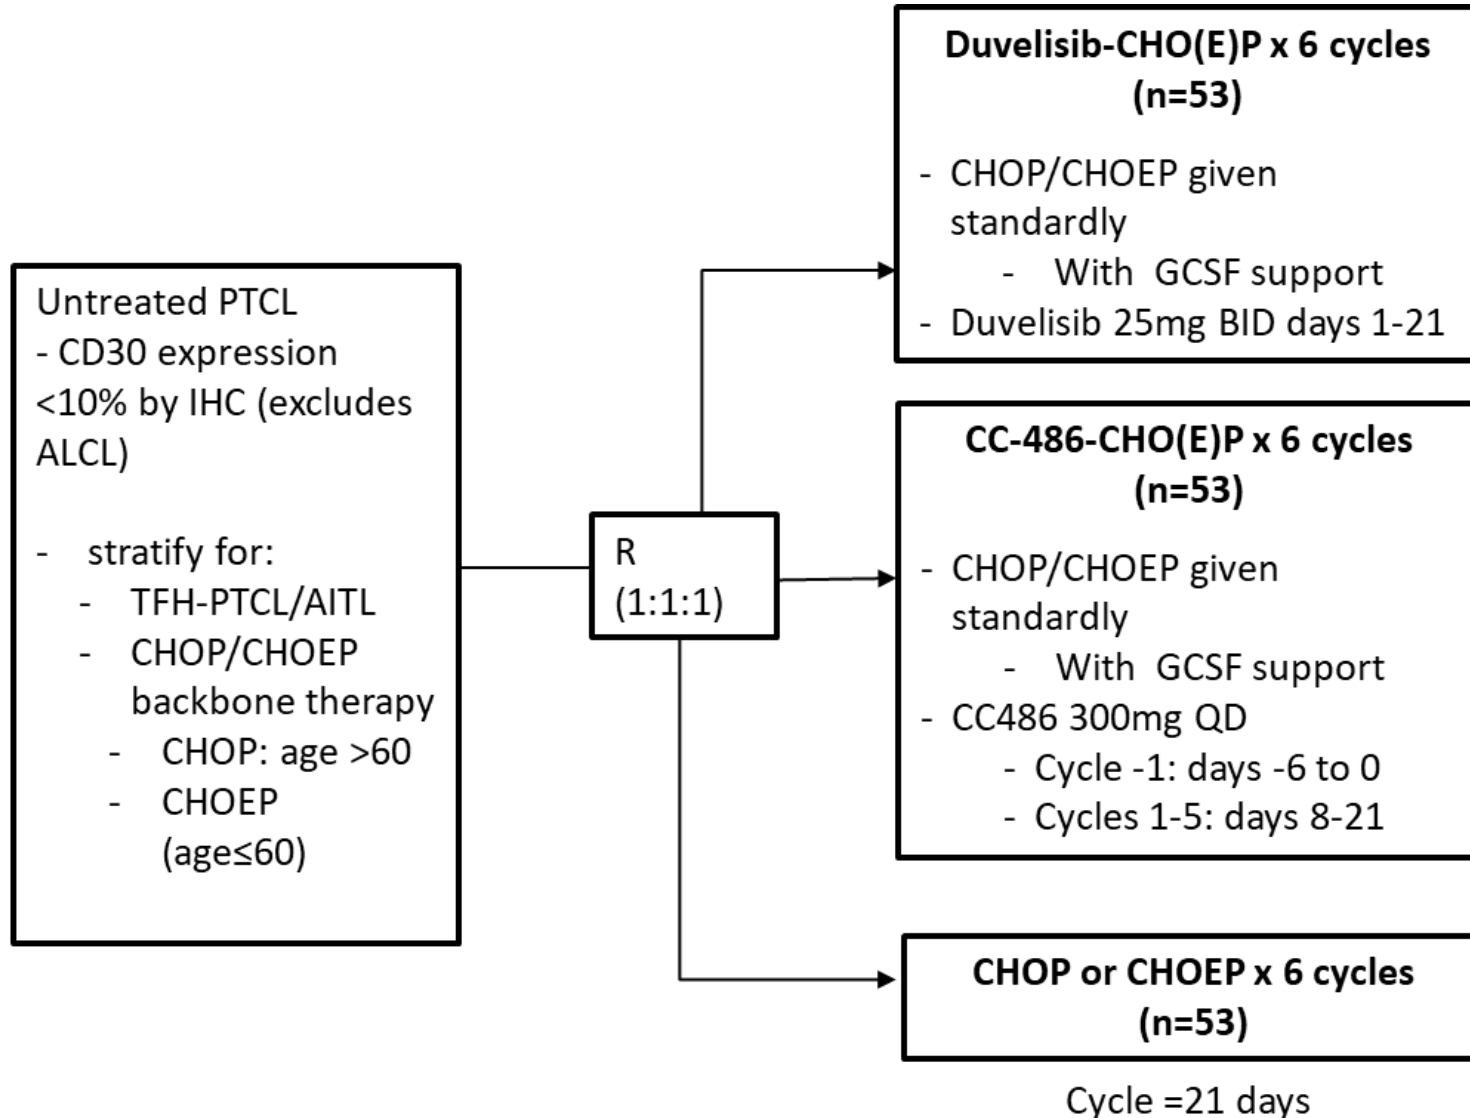 Untreated PTCL
- CD30 expression
<10% by IHC (excludes
ALCL)
- stratify for:
- TFH-PTCL/AITL
- CHOP/CHOEP
backbone therapy
- CHOP: age >60
- CHOEP
(age≤60)
R
(1:1:1)
Duvelisib-CHO(E)P x 6 cycles
(n=53)
- CHOP/CHOEP given
standardly
- With GCSF support
- Duvelisib 25mg BID days 1-21
CC-486-CHO(E)P x 6 cycles
(n=53)
- CHOP/CHOEP given
standardly
- With GCSF support
- CC486 300mg QD
- Cycle -1: days -6 to 0
- Cycles 1-5: days 8-21
CHOP or CHOEP x 6 cycles
(n=53)
Cycle =21 days